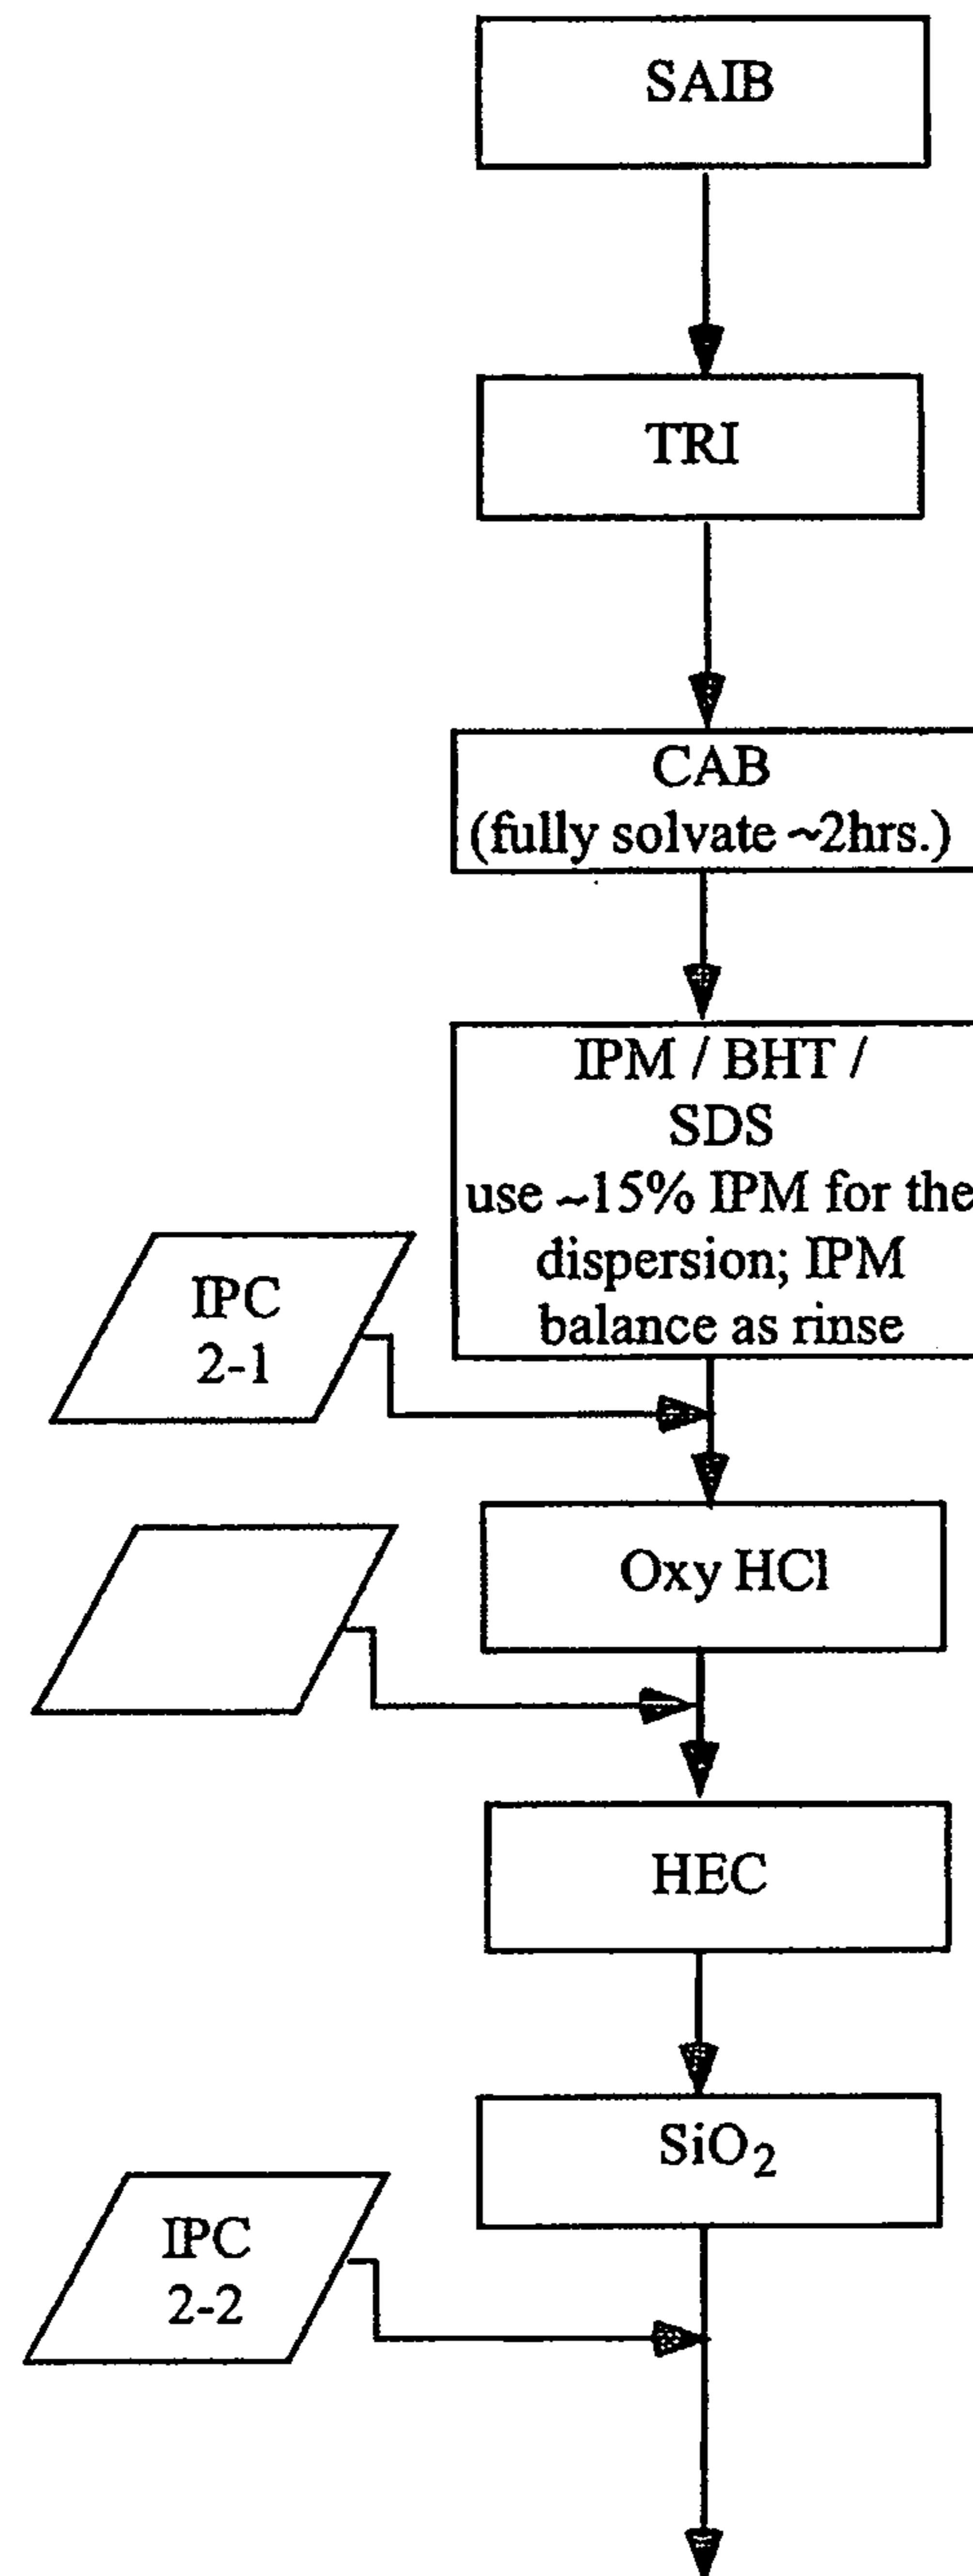 SAIB
TRI
CAB
(fully solvate ~2hrs.)
IPM / BHT /
SDS
use ~15% IPM for the
dispersion; IPM
balance as rinse
IPC
2-1
Oxy HCl
HEC
SiO₂
IPC
2-2